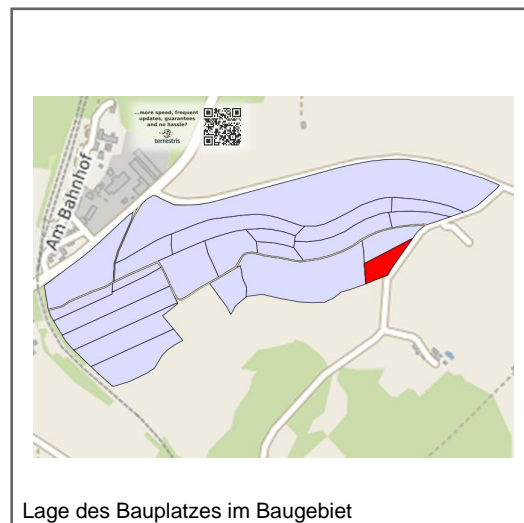 ...more speed, frequent
updates, guarantees
and no hassle?
terrestris
Am Bahnhof
Lage des Bauplatzes im Baugebiet